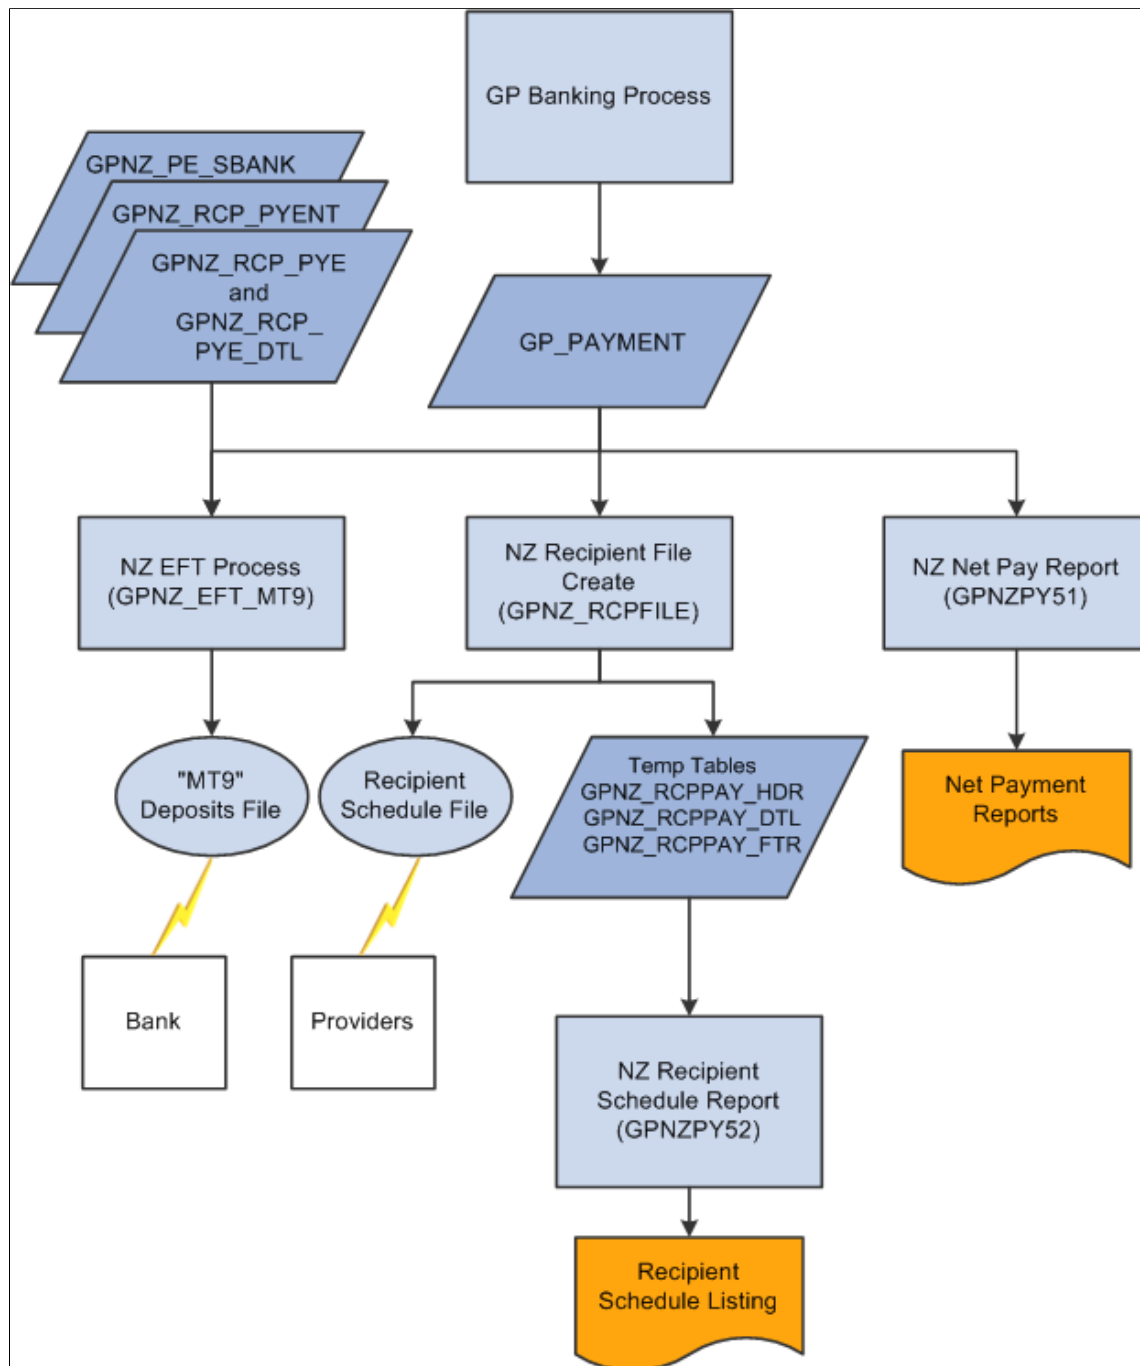 GP Banking Process
GPNZ_PE_SBANK
GPNZ_RCP_PYENT
GPNZ_RCP_PYE
and
GPNZ_RCP_
PYE_DTL
GP_PAYMENT
NZ EFT Process
(GPNZ_EFT_MT9)
NZ Recipient File
Create
(GPNZ_RCPFILE)
NZ Net Pay Report
(GPNZPY51)
"MT9"
Deposits File
Recipient
Schedule File
Temp Tables
GPNZ_RCPPAY_HDR
GPNZ_RCPPAY_DTL
GPNZ_RCPPAY_FTR
Net Payment
Reports
Bank
Providers
NZ Recipient
Schedule Report
(GPNZPY52)
Recipient
Schedule Listing